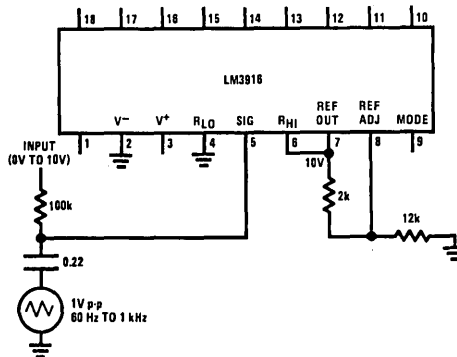 18 17 16 15 14 13 12 11 10
LM3916
V− V+ RLO SIG RHI REF OUT REF ADJ MODE
1 2 3 4 5 6 7 8 9
INPUT
(0V TO 10V)
10V
100k
2k
12k
0.22
1V p-p
60 Hz TO 1 kHz